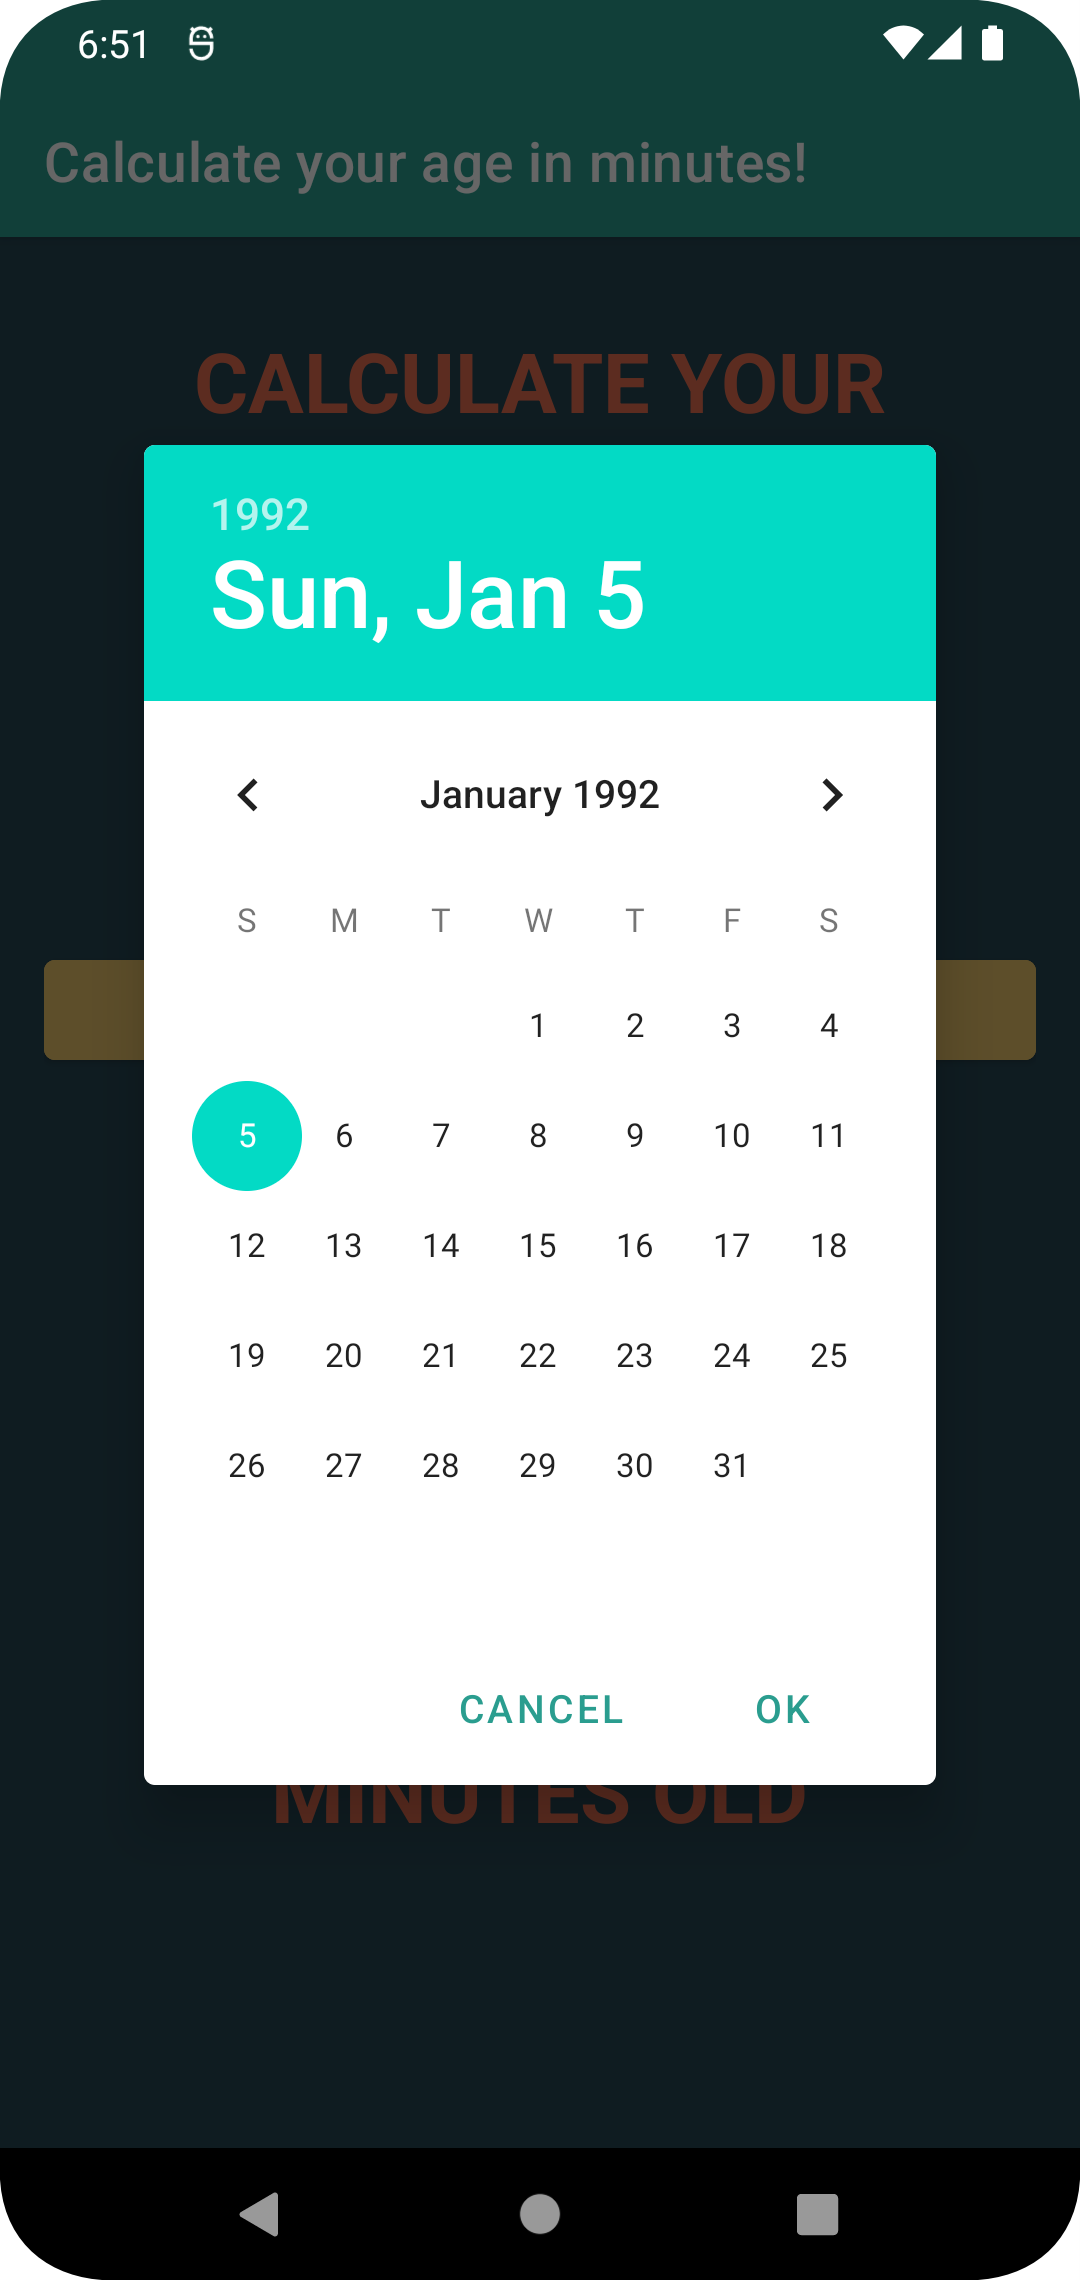 6:51
Calculate your age in minutes!
CALCULATE YOUR
1992
Sun, Jan 5
January 1992
S M T W T F S
1 2 3 4
5 6 7 8 9 10 11
12 13 14 15 16 17 18
19 20 21 22 23 24 25
26 27 28 29 30 31
CANCEL OK
MINUTES OLD